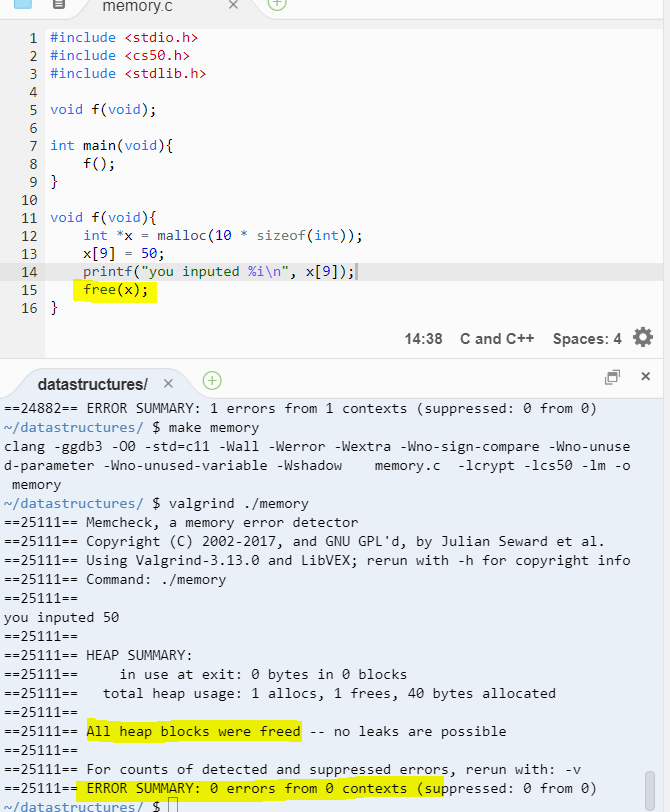 memory.c
1 #include <stdio.h>
2 #include <cs50.h>
3 #include <stdlib.h>
4
5 void f(void);
6
7 int main(void){
8     f();
9 }
10
11 void f(void){
12     int *x = malloc(10 * sizeof(int));
13     x[9] = 50;
14     printf("you inputed %i\n", x[9]);
15     free(x);
16 }
14:38 C and C++ Spaces: 4
datastructures/
==24882== ERROR SUMMARY: 1 errors from 1 contexts (suppressed: 0 from 0)
~/datastructures/ $ make memory
clang -ggdb3 -O0 -std=c11 -Wall -Werror -Wextra -Wno-sign-compare -Wno-unuse
d-parameter -Wno-unused-variable -Wshadow    memory.c  -lcrypt -lcs50 -lm -o
 memory
~/datastructures/ $ valgrind ./memory
==25111== Memcheck, a memory error detector
==25111== Copyright (C) 2002-2017, and GNU GPL'd, by Julian Seward et al.
==25111== Using Valgrind-3.13.0 and LibVEX; rerun with -h for copyright info
==25111== Command: ./memory
==25111==
you inputed 50
==25111==
==25111== HEAP SUMMARY:
==25111==     in use at exit: 0 bytes in 0 blocks
==25111==   total heap usage: 1 allocs, 1 frees, 40 bytes allocated
==25111==
==25111== All heap blocks were freed -- no leaks are possible
==25111==
==25111== For counts of detected and suppressed errors, rerun with: -v
==25111== ERROR SUMMARY: 0 errors from 0 contexts (suppressed: 0 from 0)
~/datastructures/ $